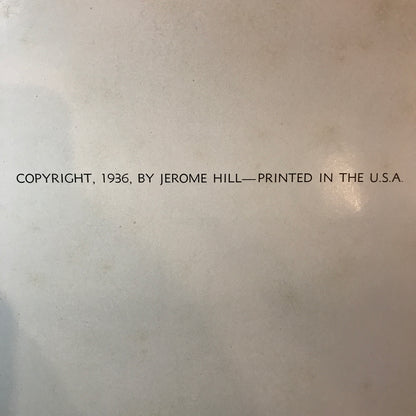 COPYRIGHT, 1936, BY JEROME HILL—PRINTED IN THE U.S.A.